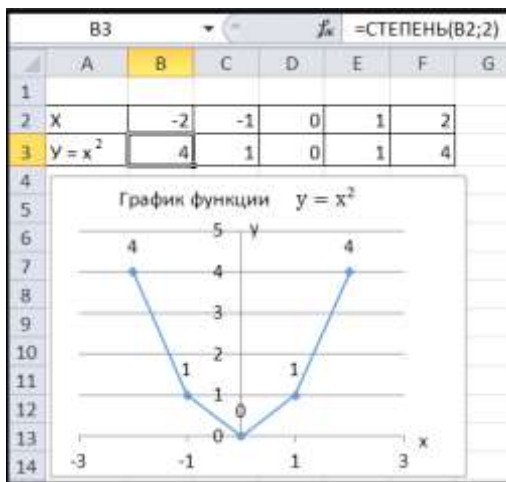 B3 fx =СТЕПЕНЬ(B2;2)
A B C D E F G
1
2 X -2 -1 0 1 2
3 У = x² 4 1 0 1 4
4
5 График функции y = x²
6 5 y
4 4
7 4
8
9 3
10 2
11 1 1
12 1
0
13 0 x
14 -3 -1 1 3